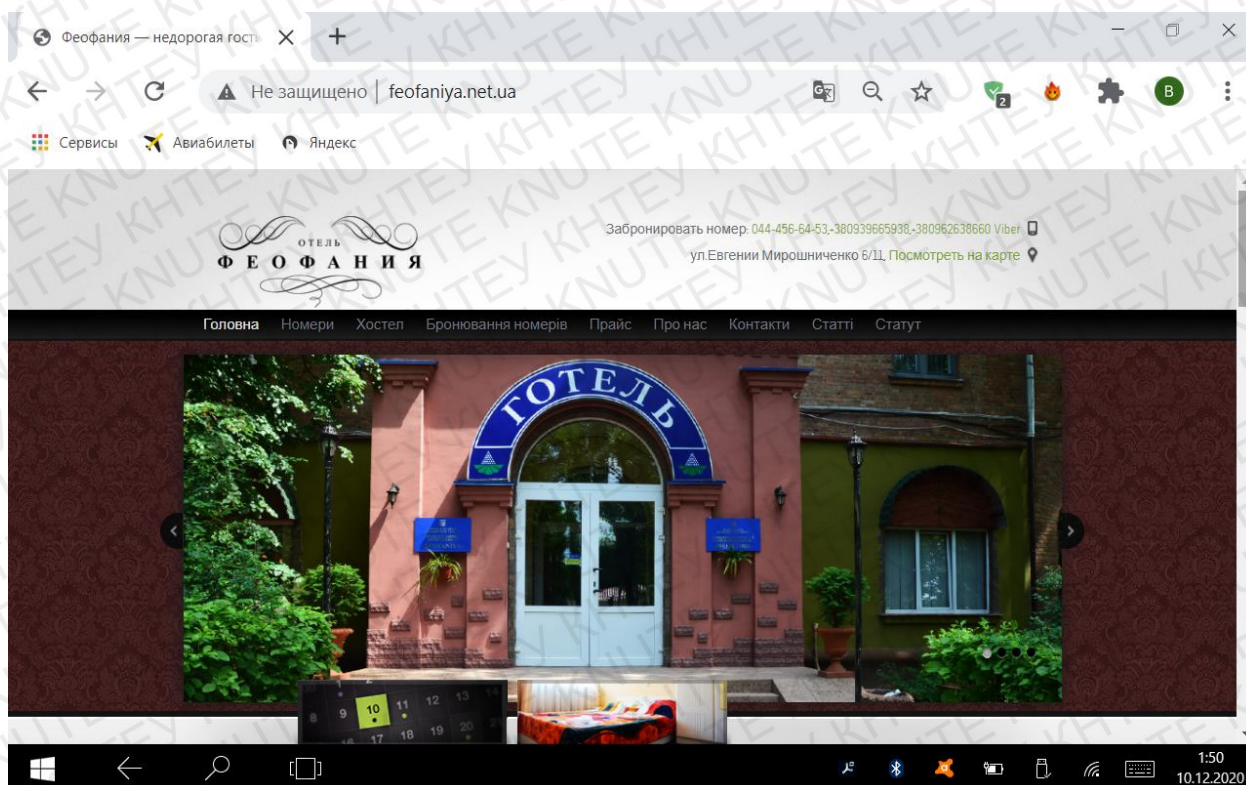 Феофания — недорогая гост
Не защищено | feofaniya.net.ua
2
B
Сервисы Авиабилеты Яндекс
ОТЕЛЬ
ФЕОФАНИЯ
Забронировать номер: 044-456-64-53,+380939665938,+380962638660 Viber
ул.Евгении Мирошниченко 6/11, Посмотреть на карте
Головна Номери Хостел Бронювання номерів Прайс Про нас Контакти Статті Статут
ГОТЕЛЬ
8 9 10 11 12 13 14
16 17 18 19 20
1:50
10.12.2020
KNUTE KHTEY